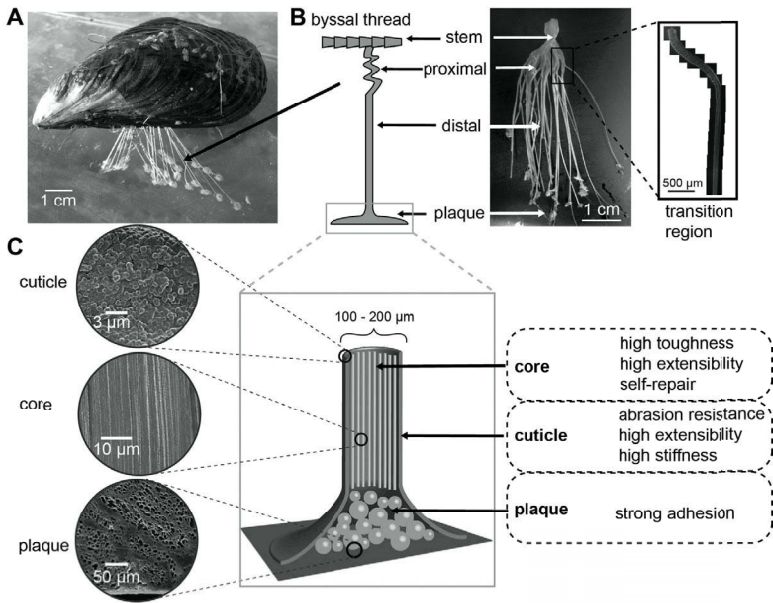 A
1 cm
B
byssal thread
stem
proximal
distal
plaque
1 cm
500 µm
transition
region
C
cuticle
3 µm
core
10 µm
plaque
50 µm
100 - 200 µm
core
high toughness
high extensibility
self-repair
cuticle
abrasion resistance
high extensibility
high stiffness
plaque
strong adhesion